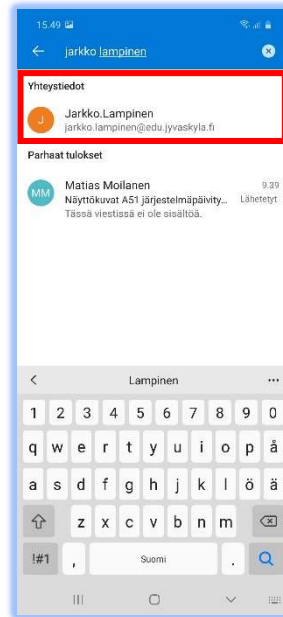 15.49
jarkko lampinen
Yhteystiedot
J
Jarkko.Lampinen
jarkko.lampinen@edu.jyvaskyla.fi
Parhaat tulokset
MM
Matias Moilanen
9.39
Näyttökuvat A51 järjestelmäpäivity...
Lähetetyt
Tässä viestissä ei ole sisältöä.
Lampinen
1 2 3 4 5 6 7 8 9 0
q w e r t y u i o p å
a s d f g h j k l ö ä
z x c v b n m
!#1 , Suomi .